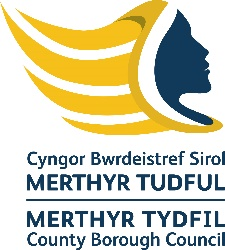 Cyngor Bwrdeistref Sirol
MERTHYR TUDFUL
MERTHYR TYDFIL
County Borough Council